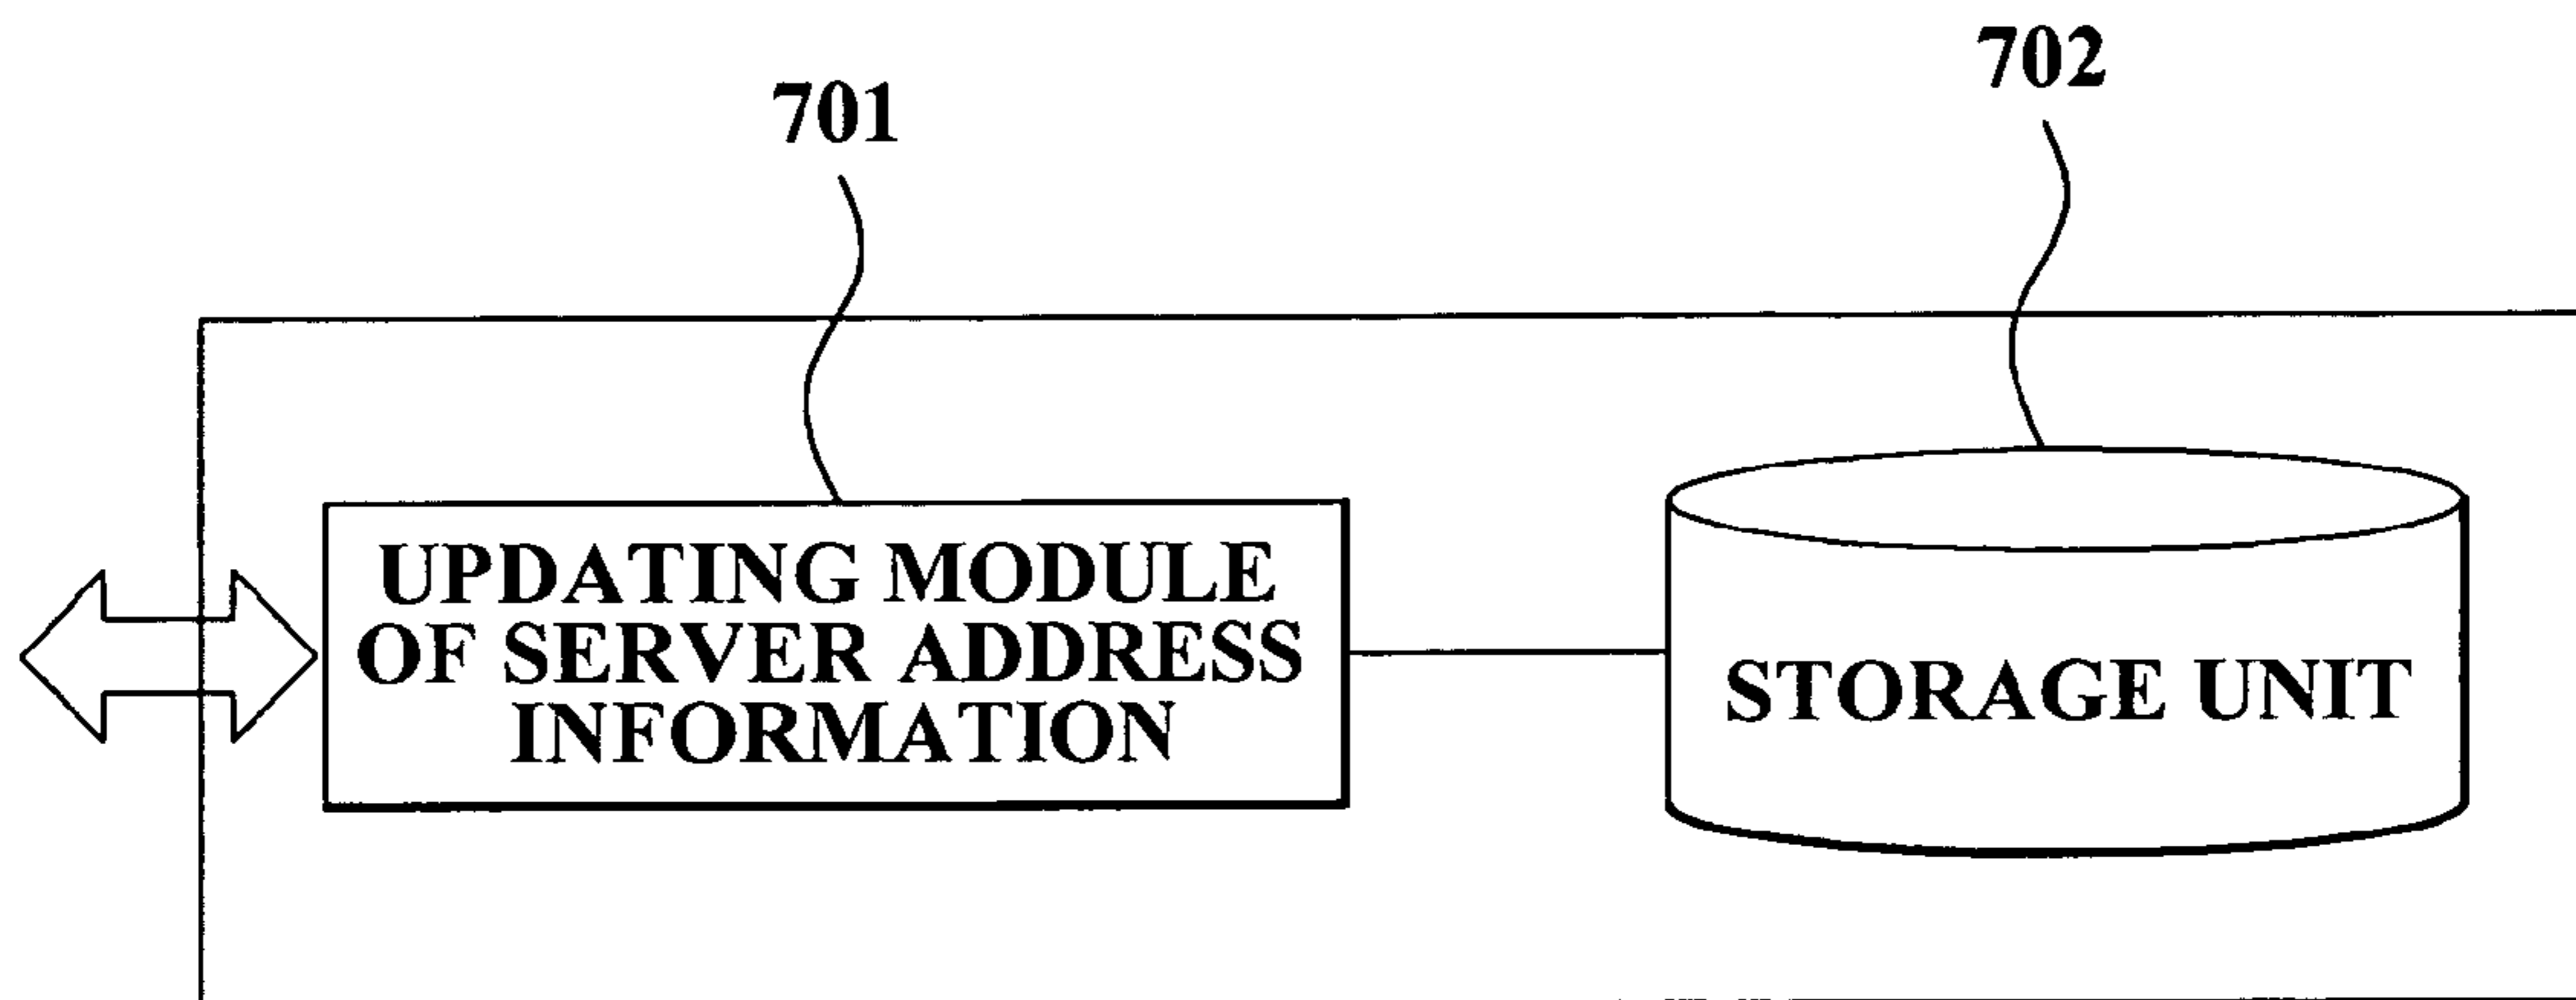 701
702
UPDATING MODULE
OF SERVER ADDRESS
INFORMATION
STORAGE UNIT